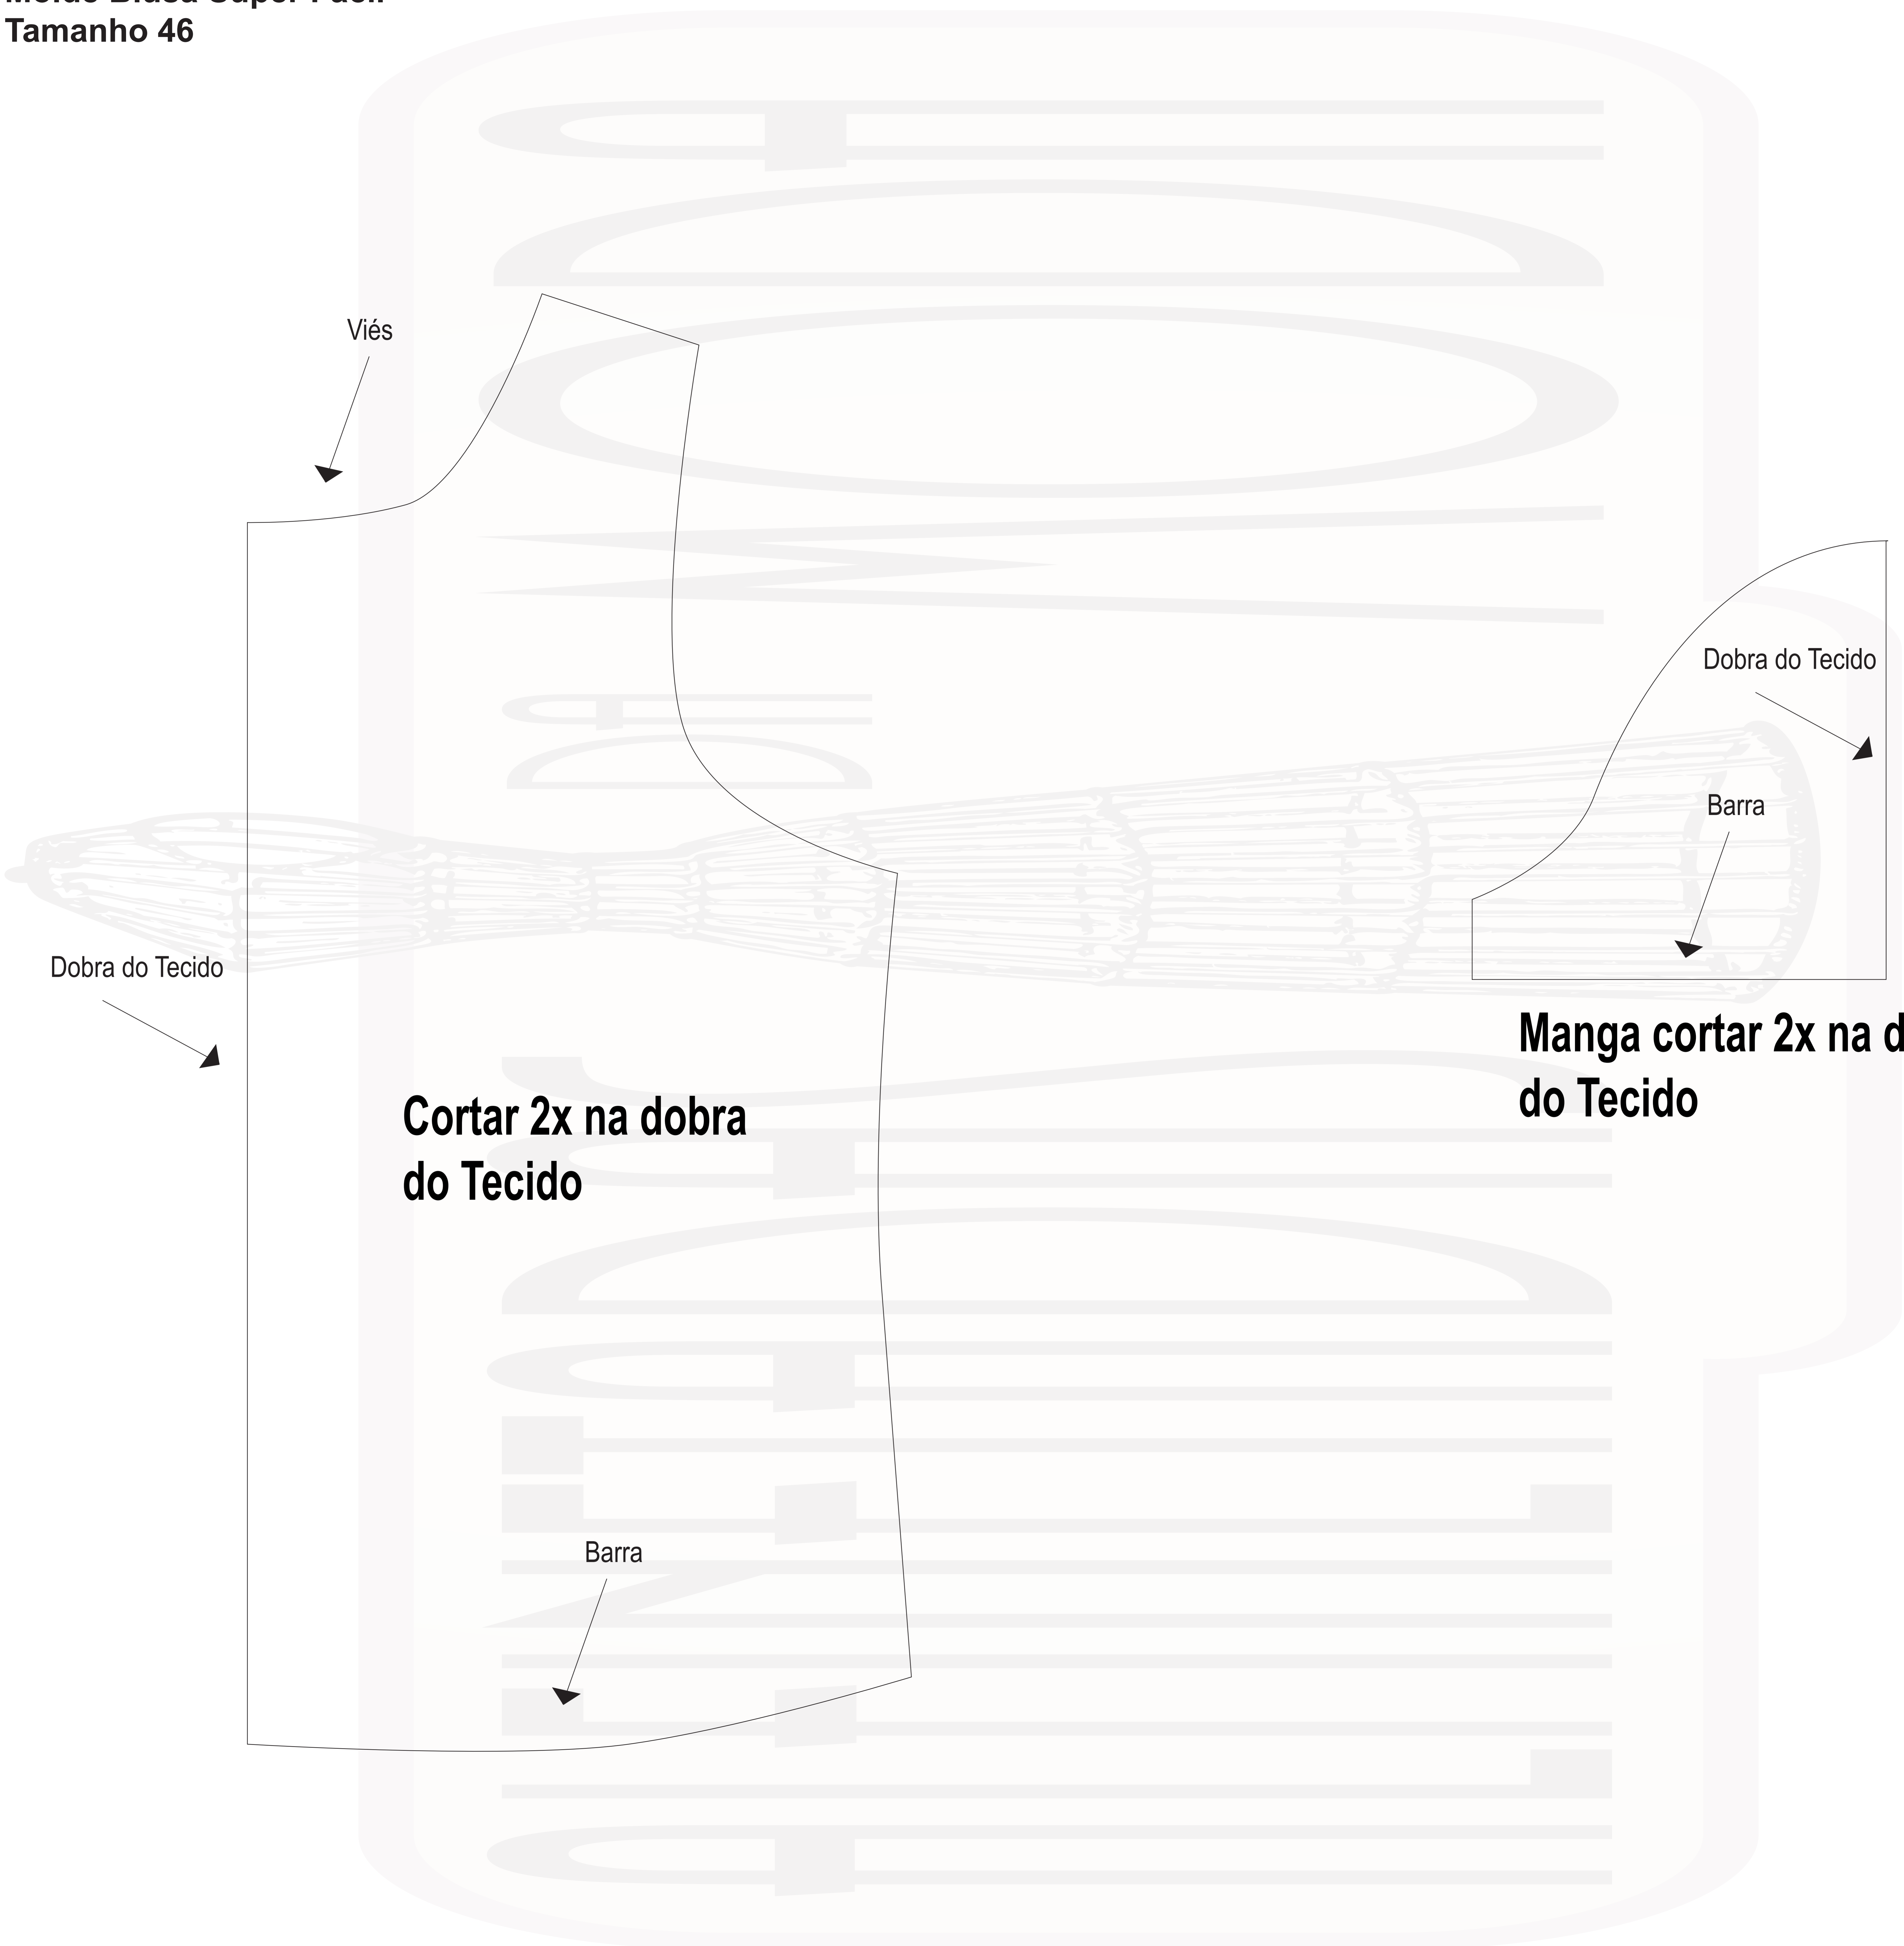 Tamanho 46
Viés
Dobra do Tecido
Barra
Dobra do Tecido
Manga cortar 2x na d
do Tecido
Cortar 2x na dobra
do Tecido
Barra